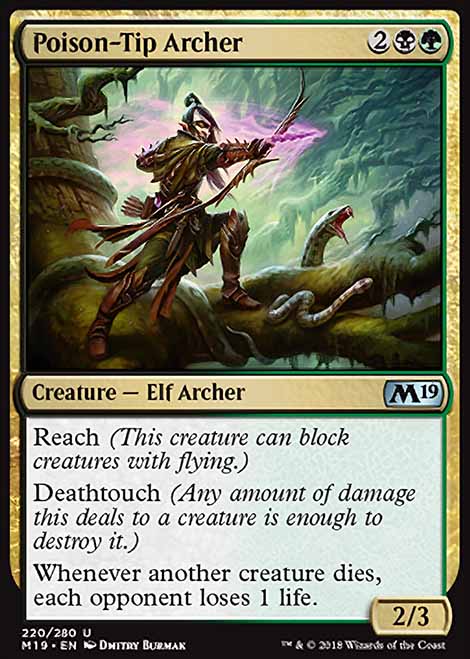 Poison-Tip Archer 2
Creature — Elf Archer M19
Reach (This creature can block
creatures with flying.)
Deathtouch (Any amount of damage
this deals to a creature is enough to
destroy it.)
Whenever another creature dies,
each opponent loses 1 life.
2/3
220/280 U
M19 • EN Dmitry Burmak
™ & © 2018 Wizards of the Coast